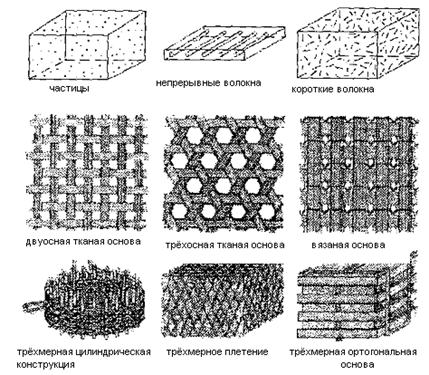 частицы
непрерывные волокна
короткие волокна
двуосная тканая основа
трёхосная тканая основа
вязаная основа
трёхмерная цилиндрическая
конструкция
трёхмерное плетение
трёхмерная ортогональная
основа